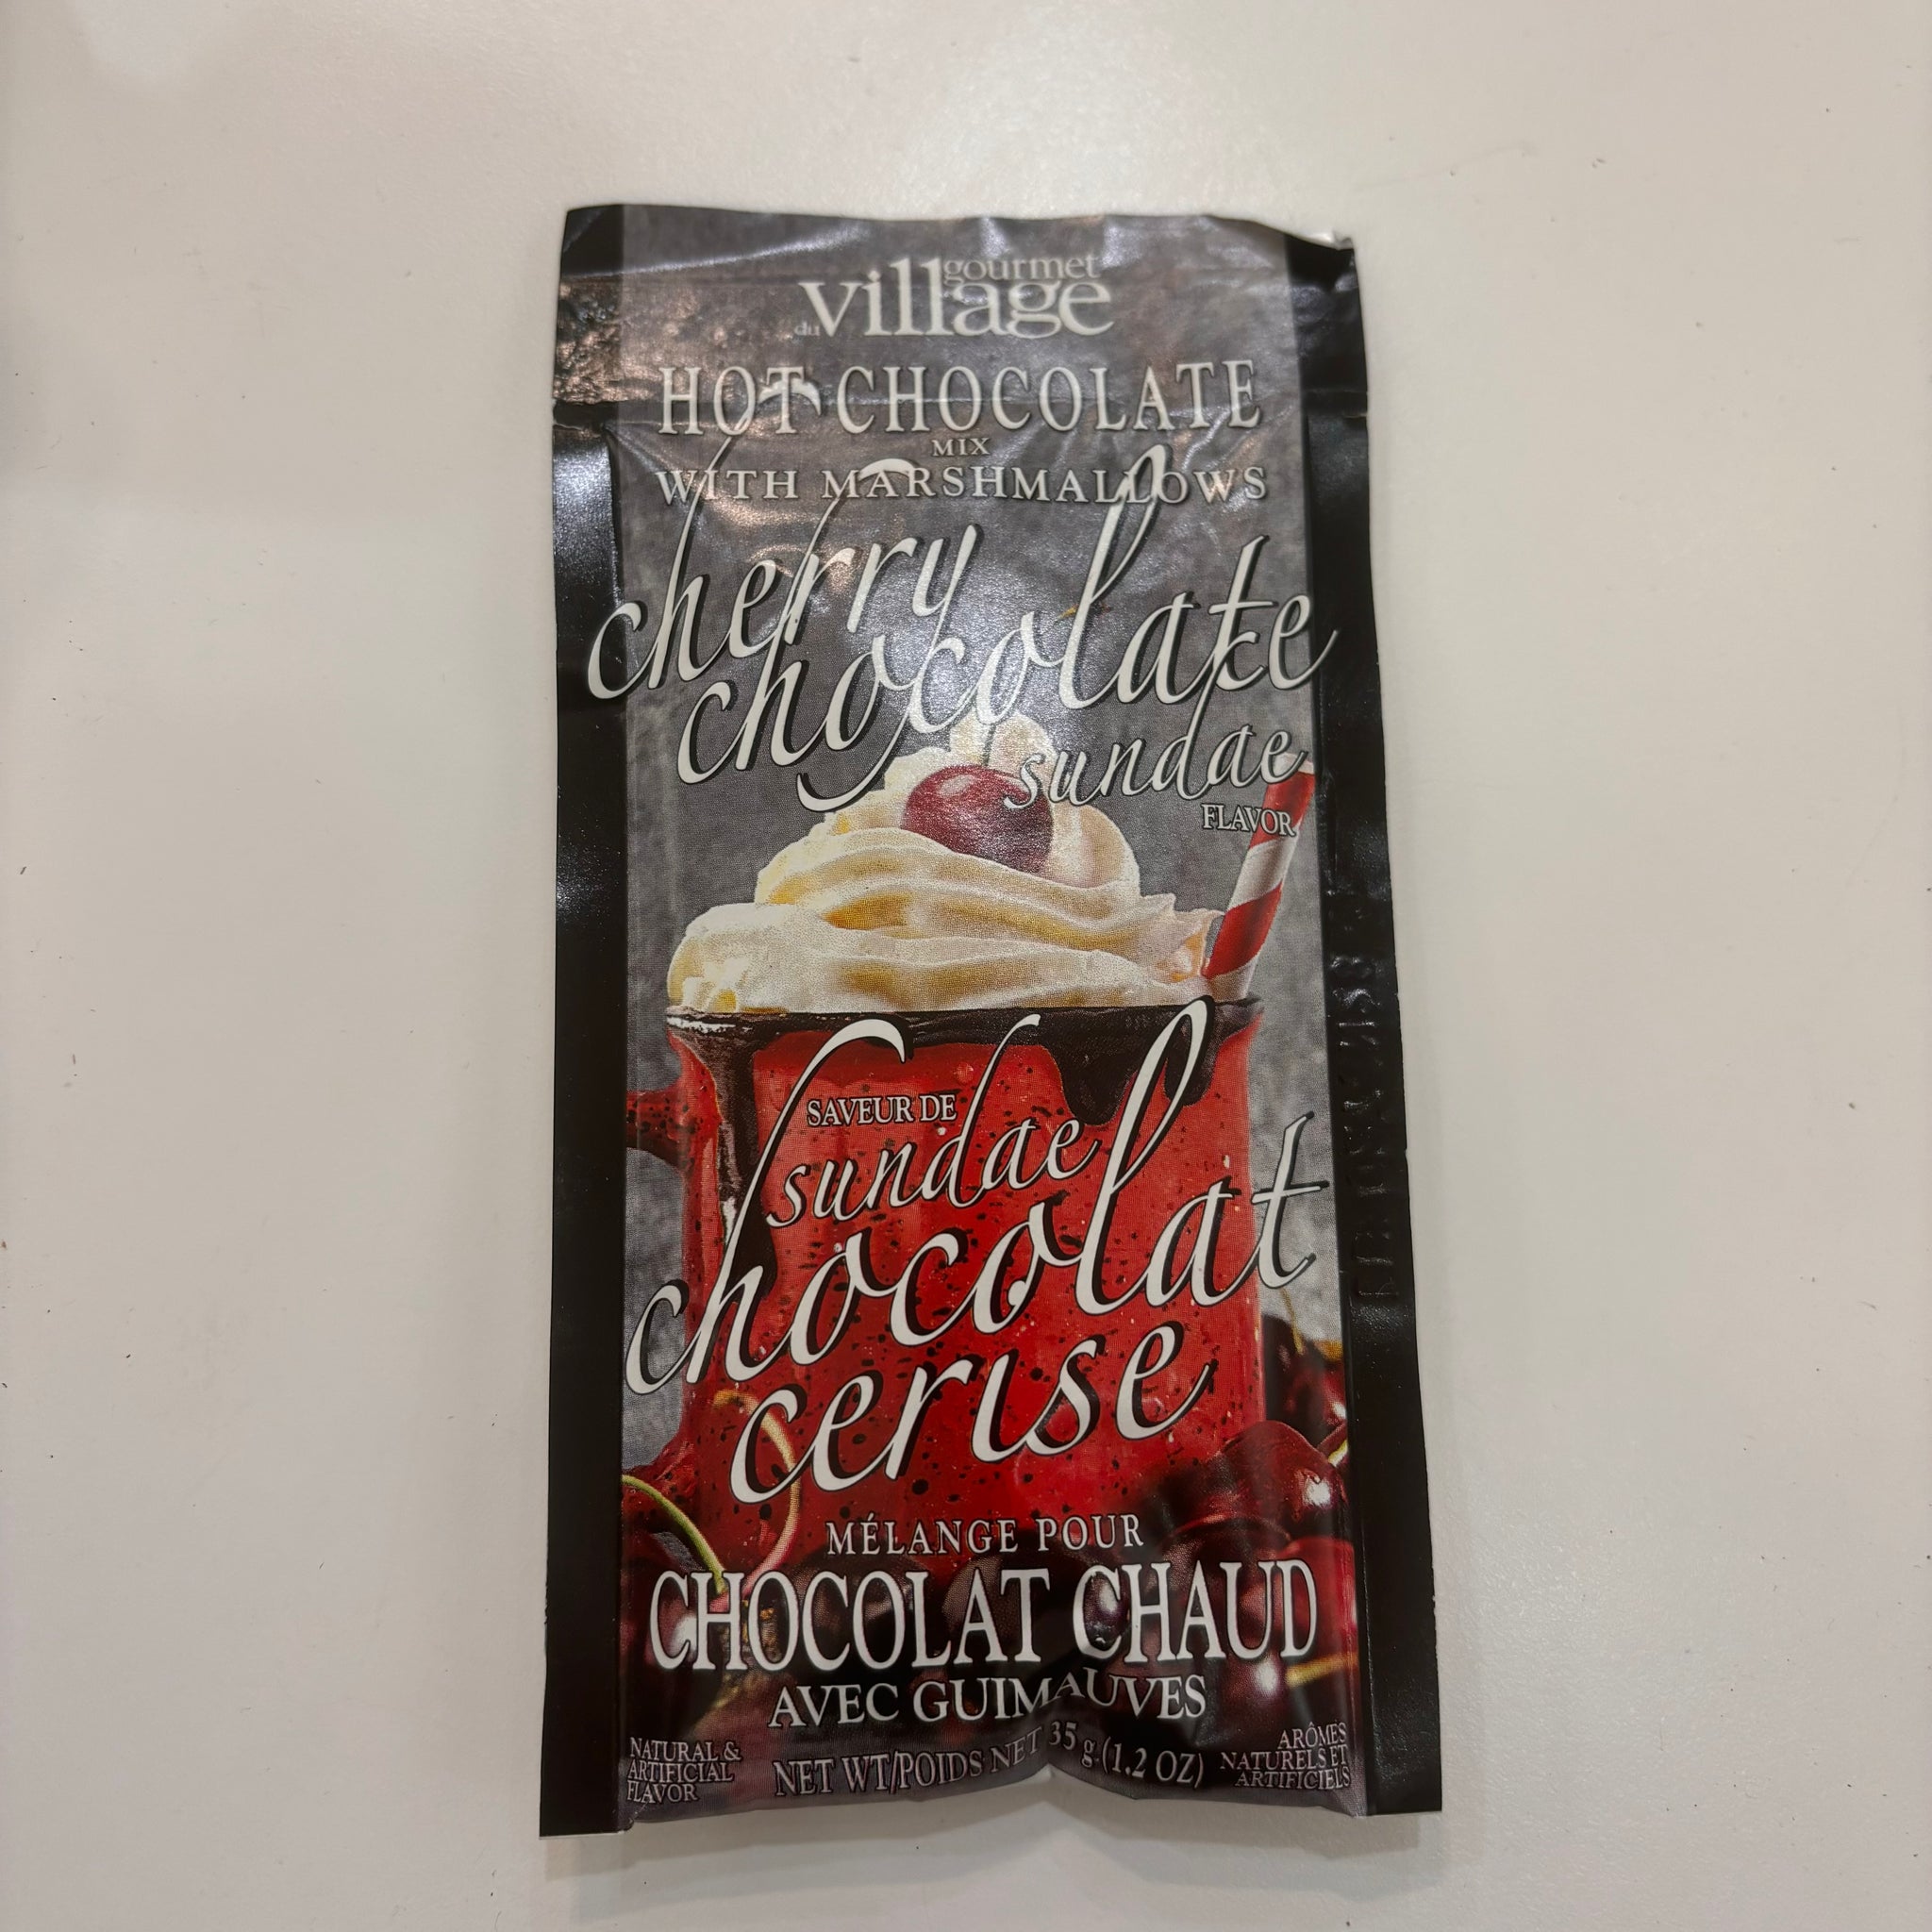 gourmet
du village
HOT CHOCOLATE
MIX
WITH MARSHMALLOWS
cherry
chocolate
sundae
FLAVOR
SAVEUR DE
sundae
chocolat
cerise
MÉLANGE POUR
CHOCOLAT CHAUD
AVEC GUIMAUVES
NATURAL &
ARTIFICIAL
FLAVOR
NET WT/POIDS NET 35 g (1.2 OZ)
ARÔMES
NATURELS ET
ARTIFICIELS